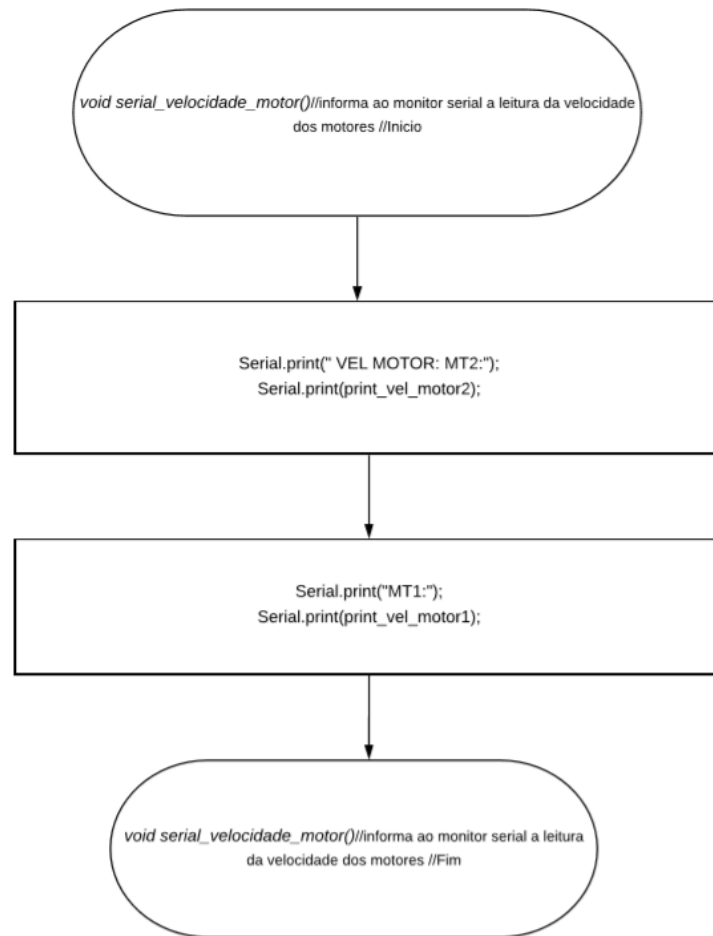 void serial_velocidade_motor()//informa ao monitor serial a leitura da velocidade
dos motores //Inicio
Serial.print(" VEL MOTOR: MT2:");
Serial.print(print_vel_motor2);
Serial.print("MT1:");
Serial.print(print_vel_motor1);
void serial_velocidade_motor()//informa ao monitor serial a leitura
da velocidade dos motores //Fim